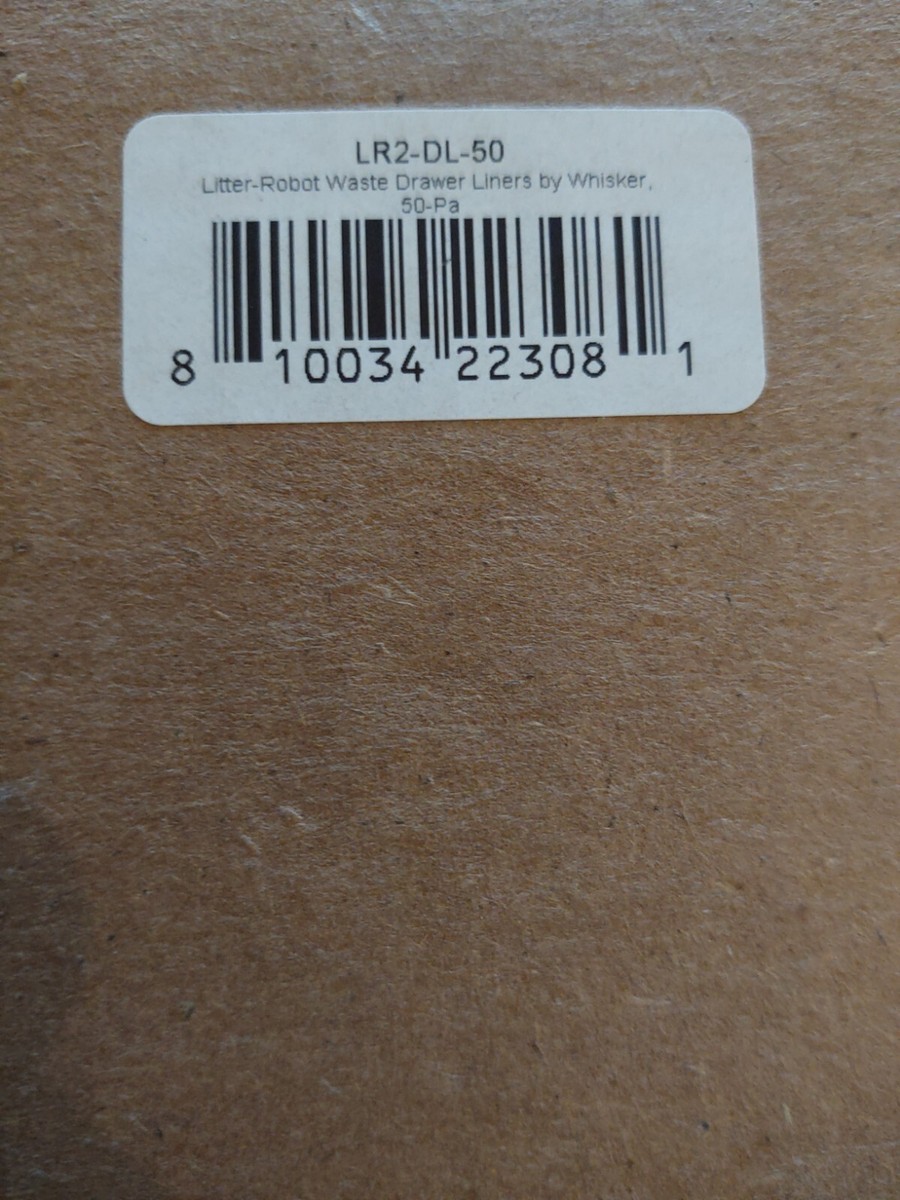 LR2-DL-50
Litter-Robot Waste Drawer Liners by Whisker,
50-Pa
8 10034 22308 1